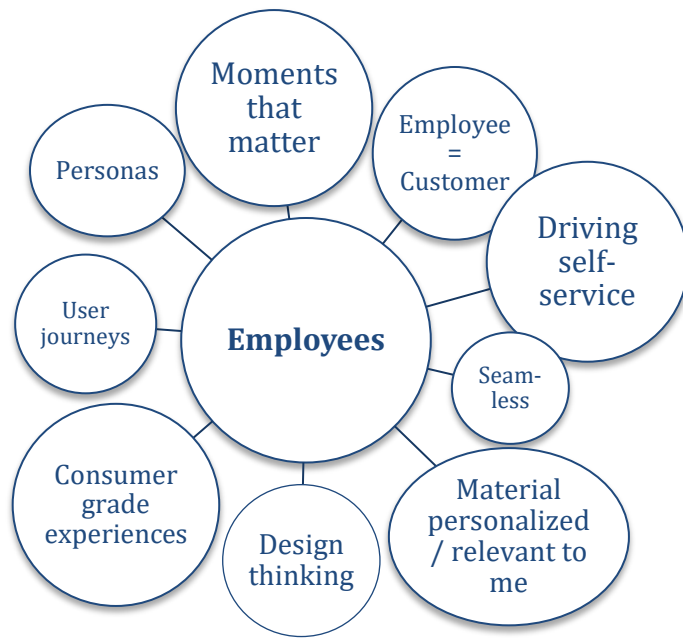 Moments
that
matter
Employee
=
Customer
Personas
Driving
self-
service
User
journeys
Employees
Seam-
less
Consumer
grade
experiences
Material
personalized
/ relevant to
me
Design
thinking